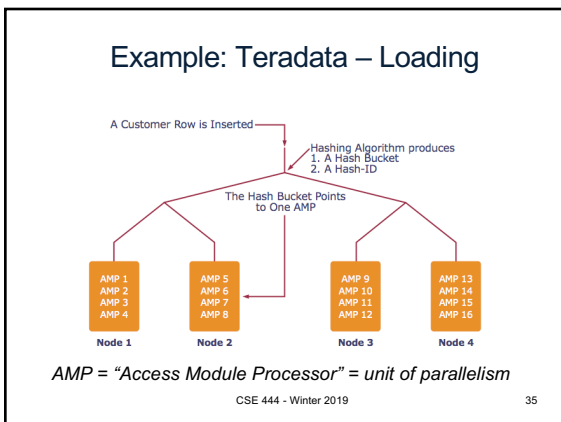 Example: Teradata – Loading
A Customer Row is Inserted
Hashing Algorithm produces
1. A Hash Bucket
2. A Hash-ID
The Hash Bucket Points
to One AMP
AMP 1
AMP 2
AMP 3
AMP 4
Node 1
AMP 5
AMP 6
AMP 7
AMP 8
Node 2
AMP 9
AMP 10
AMP 11
AMP 12
Node 3
AMP 13
AMP 14
AMP 15
AMP 16
Node 4
AMP = “Access Module Processor” = unit of parallelism
CSE 444 - Winter 2019
35